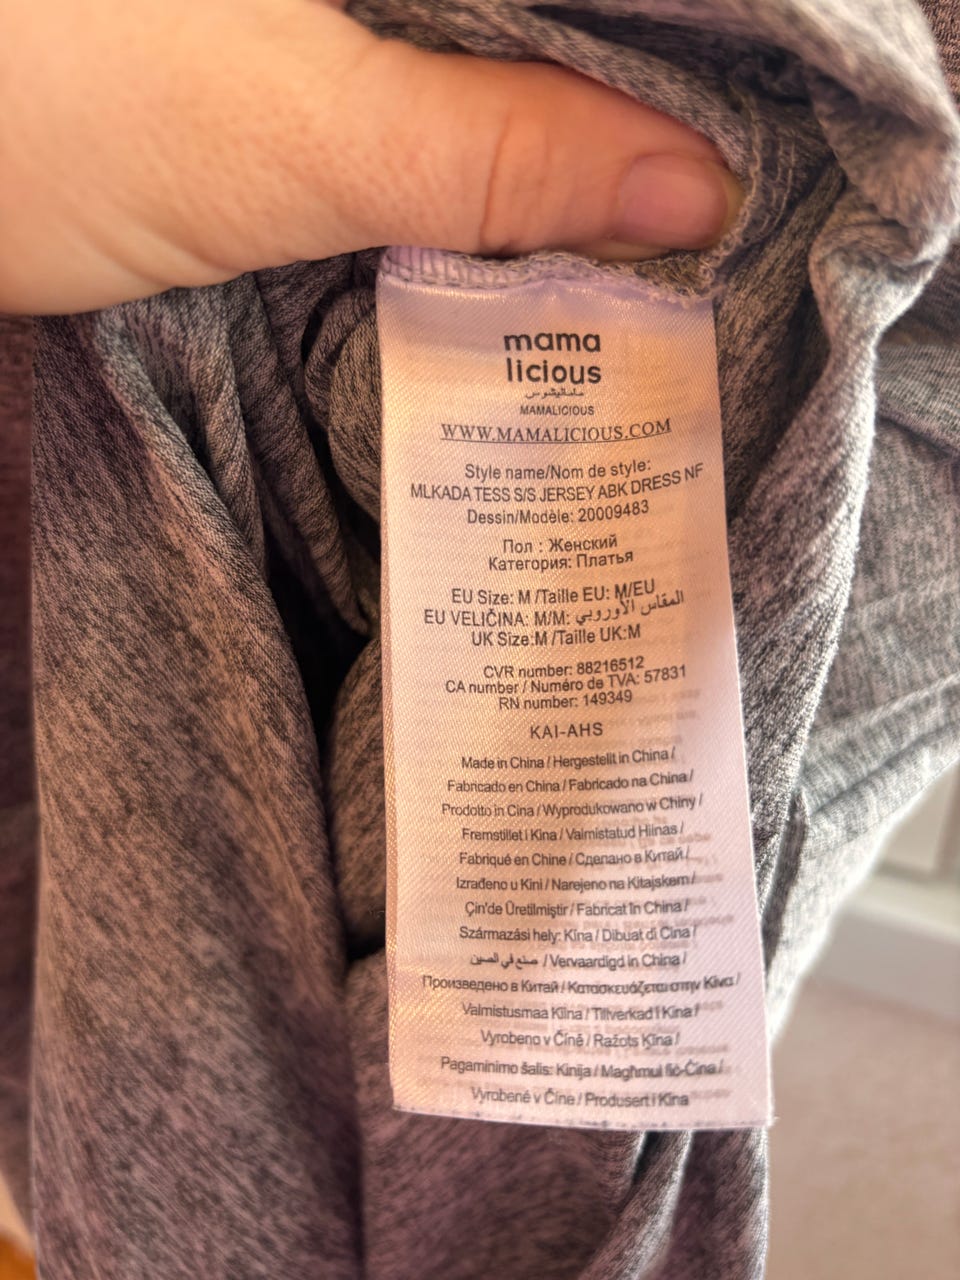 mama
licious
ماماليشوس
MAMALICIOUS
WWW.MAMALICIOUS.COM
Style name/Nom de style:
MLKADA TESS S/S JERSEY ABK DRESS NF
Dessin/Modèle: 20009483
Пол : Женский
Категория: Платья
EU Size: M /Taille EU: M/EU
EU VELIČINA: M/M: المقاس الأوروبي
UK Size:M /Taille UK:M
CVR number: 88216512
CA number / Numéro de TVA: 57831
RN number: 149349
KAI-AHS
Made in China / Hergestellt in China /
Fabricado en China / Fabricado na China /
Prodotto in Cina / Wyprodukowano w Chiny /
Fremstillet i Kina / Valmistatud Hiinas /
Fabriqué en Chine / Сделано в Китай /
Izrađeno u Kini / Narejeno na Kitajskem /
Çin'de Üretilmiştir / Fabricat în China /
Származási hely: Kína / Dibuat di Cina /
صنع في الصين / Vervaardigd in China /
Произведено в Китай / Κατασκευάζεται στην Κίνα /
Valmistusmaa Kiina / Tillverkad i Kina /
Vyrobeno v Číně / Ražots Ķīna /
Pagaminimo šalis: Kinija / Magħmul fiċ-Ċina /
Vyrobené v Číne / Produsert i Kina